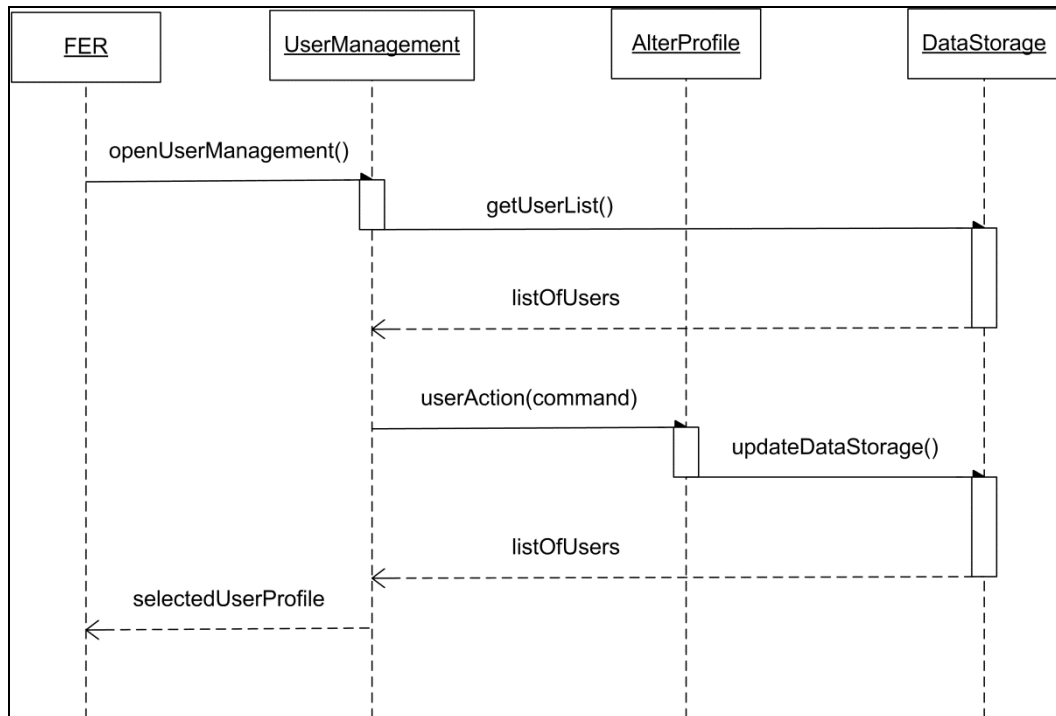 FER
UserManagement
AlterProfile
DataStorage
openUserManagement()
getUserList()
listOfUsers
userAction(command)
updateDataStorage()
listOfUsers
selectedUserProfile